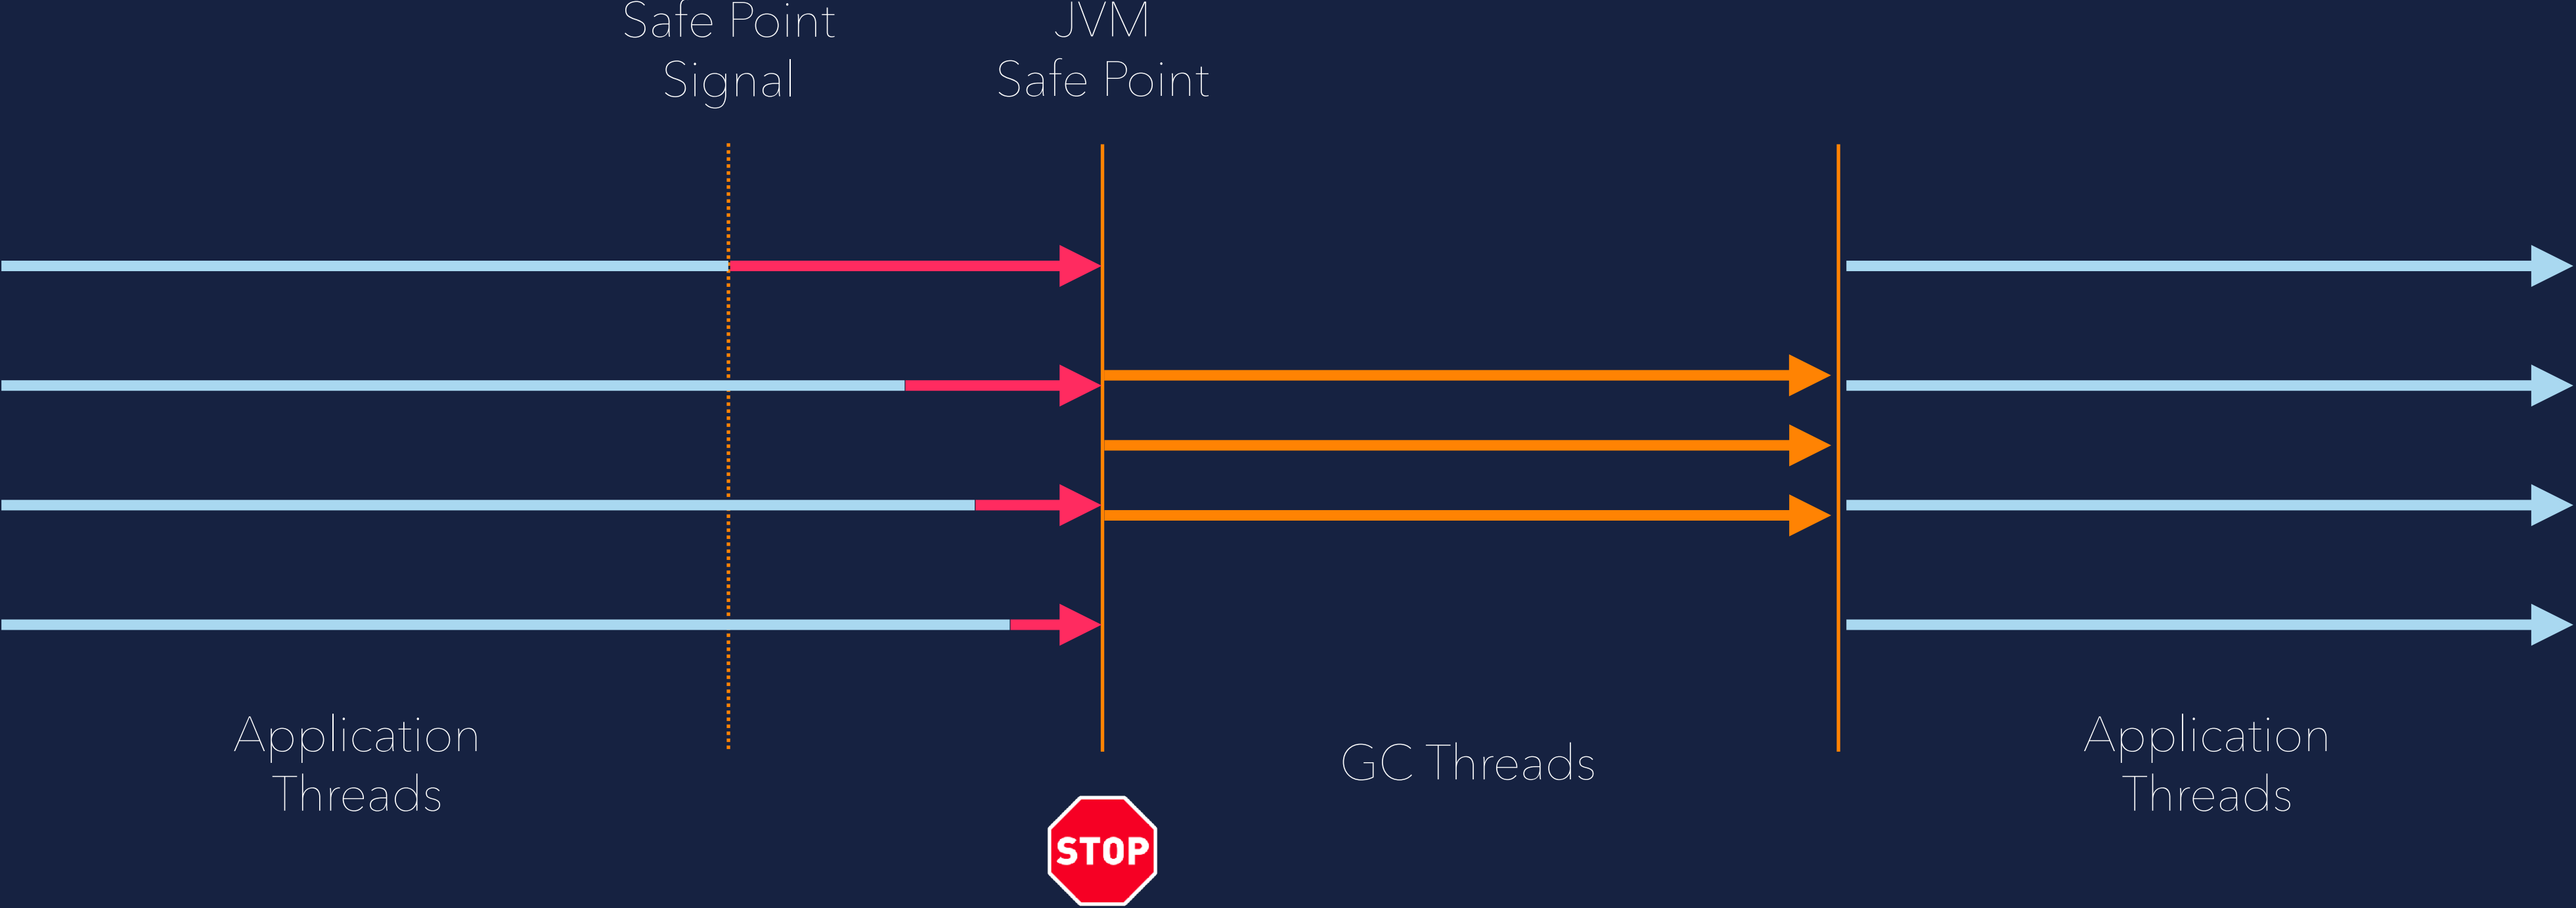 Safe Point
Signal
JVM
Safe Point
Application
Threads
GC Threads
Application
Threads
STOP